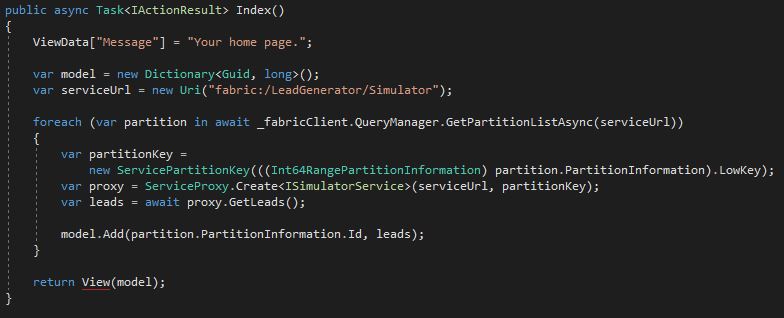 public async Task<IActionResult> Index()
{
ViewData["Message"] = "Your home page.";
var model = new Dictionary<Guid, long>();
var serviceUrl = new Uri("fabric:/LeadGenerator/Simulator");
foreach (var partition in await _fabricClient.QueryManager.GetPartitionListAsync(serviceUrl))
{
var partitionKey =
new ServicePartitionKey(((Int64RangePartitionInformation) partition.PartitionInformation).LowKey);
var proxy = ServiceProxy.Create<ISimulatorService>(serviceUrl, partitionKey);
var leads = await proxy.GetLeads();
model.Add(partition.PartitionInformation.Id, leads);
}
return View(model);
}